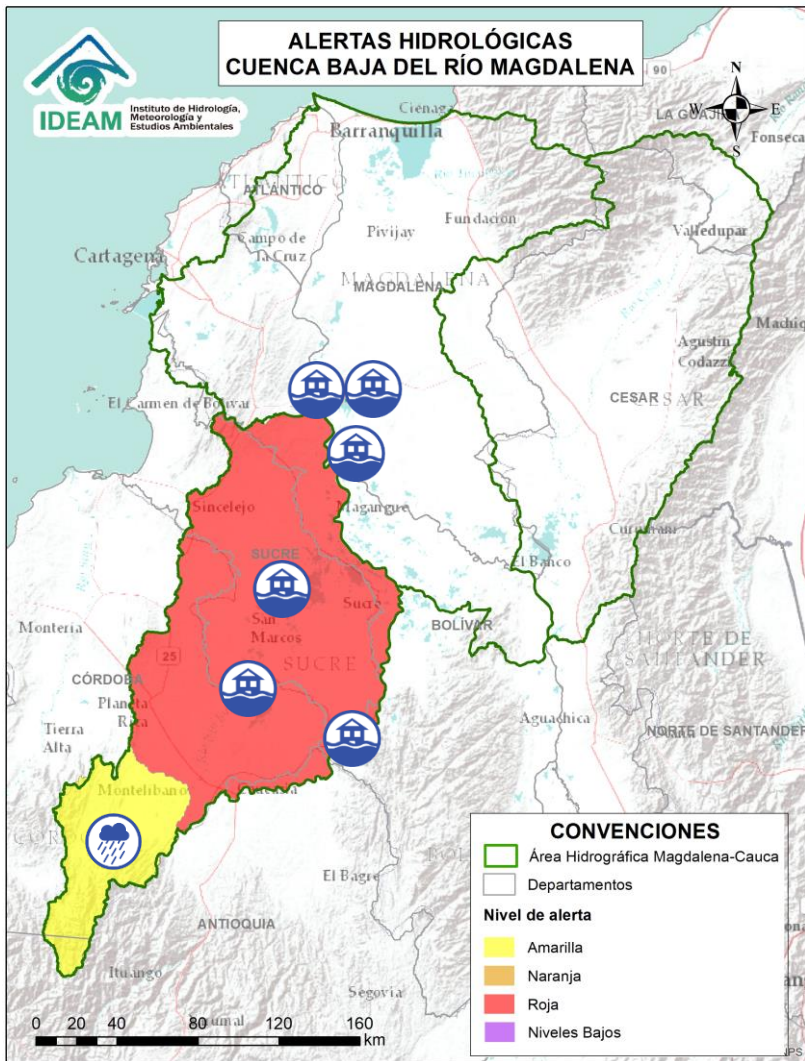 ALERTAS HIDROLÓGICAS
CUENCA BAJA DEL RÍO MAGDALENA
IDEAM
Instituto de Hidrología,
Meteorología y
Estudios Ambientales
90
N
W E
S
LA GUAJIRA
Fonseca
Ciénaga
Barranquilla
ATLÁNTICO
ATLÁNTICO
Valledupar
Fundación
Pivijay
Campo de
la Cruz
Cartagena
MAGDALENA
MAGDALENA
Agustín
Codazzi
CESAR
CESAR
El Carmen de Bolívar
Sincelejo
Magangue
Curumaní
El Banco
SUCRE
Sucre
San
Marcos
BOLÍVAR
Montería
25
SUCRE
NORTE DE
SANTANDER
CÓRDOBA
Planeta
Rica
Aguachica
NORTE DE SANTANDER
Tierra
Alta
Montelíbano
Caucasia
El Bagre
ANTIOQUIA
Ituango
Segovia
CONVENCIONES
Área Hidrográfica Magdalena-Cauca
Departamentos
Nivel de alerta
Amarilla
Naranja
Roja
Niveles Bajos
0 20 40 80 120 160
km